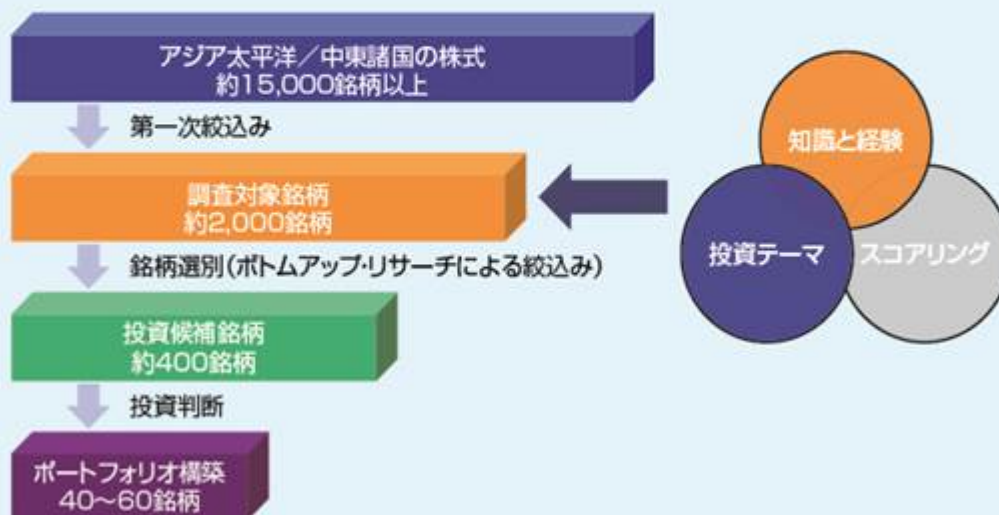 アジア太平洋／中東諸国の株式
約15,000銘柄以上
第一次絞込み
調査対象銘柄
約2,000銘柄
銘柄選別(ボトムアップ・リサーチによる絞込み)
投資候補銘柄
約400銘柄
投資判断
ポートフォリオ構築
40〜60銘柄
知識と経験
投資テーマ
スコアリング